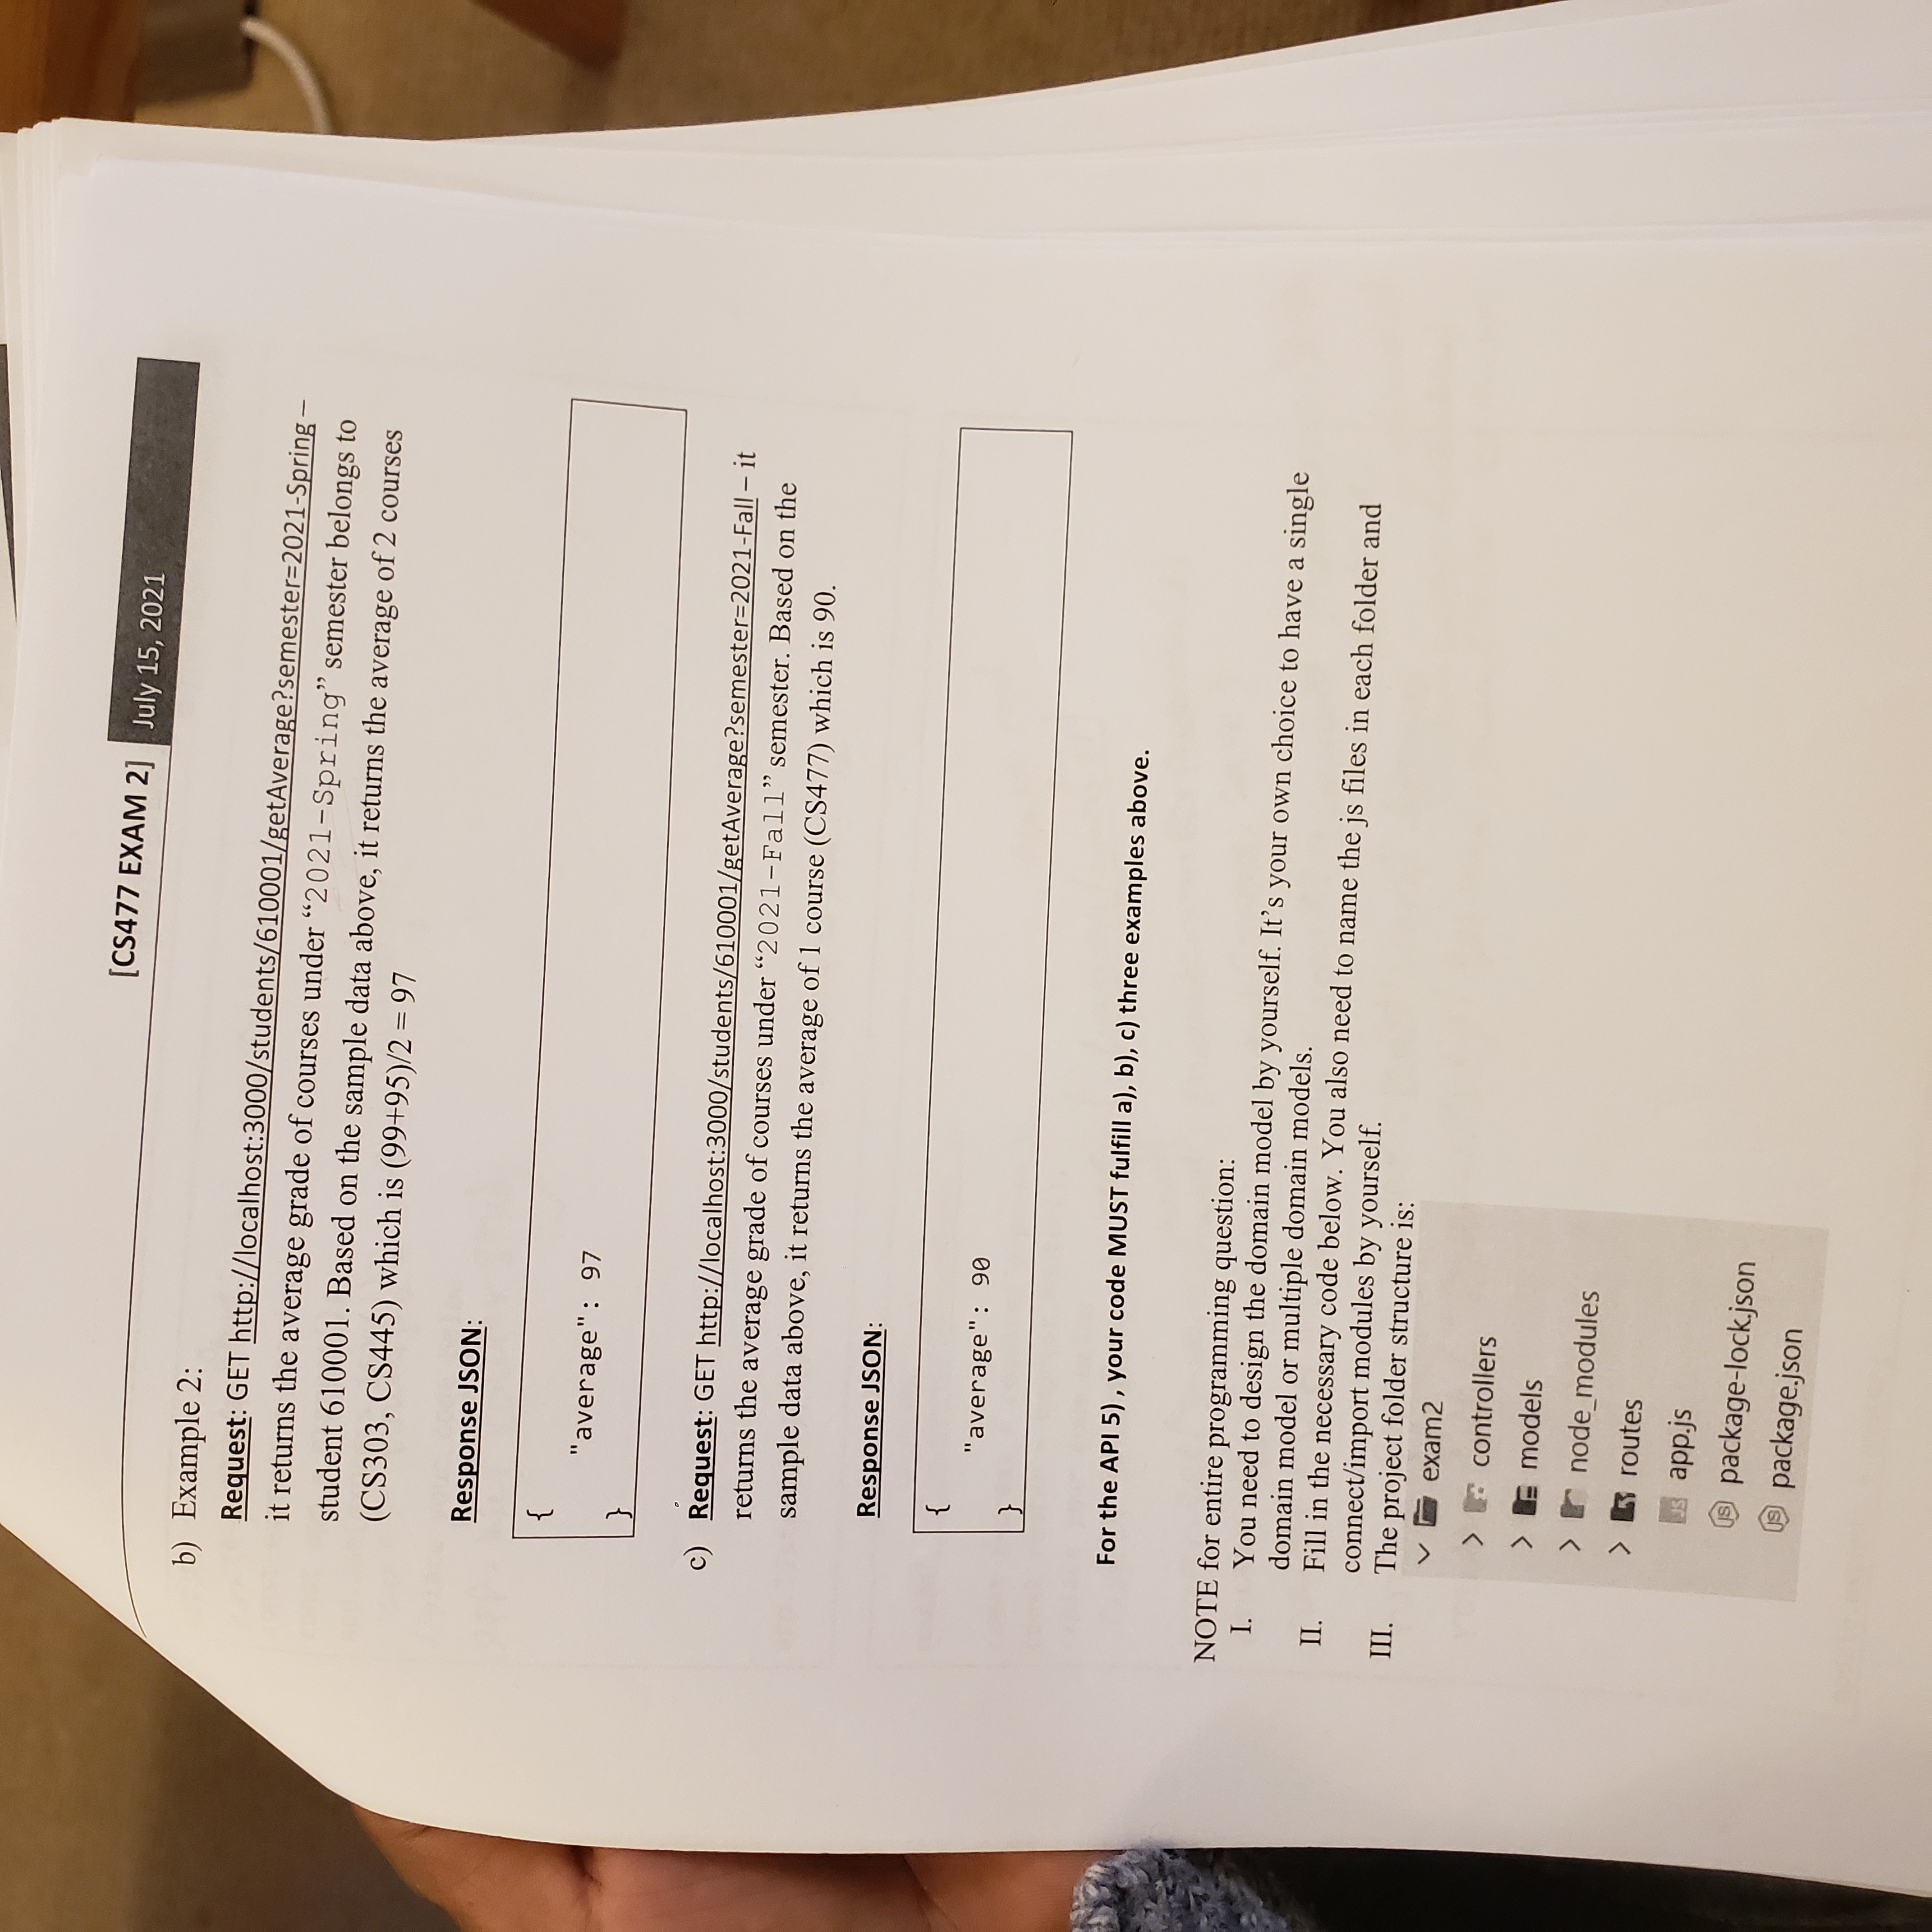 [CS477 EXAM 2] July 15, 2021
b) Example 2:
Request: GET http://localhost:3000/students/610001/getAverage?semester=2021-Spring –
it returns the average grade of courses under “2021-Spring” semester belongs to
student 610001. Based on the sample data above, it returns the average of 2 courses
(CS303, CS445) which is (99+95)/2 = 97
Response JSON:
{
"average": 97
}
c) Request: GET http://localhost:3000/students/610001/getAverage?semester=2021-Fall – it
returns the average grade of courses under “2021-Fall” semester. Based on the
sample data above, it returns the average of 1 course (CS477) which is 90.
Response JSON:
{
"average": 90
}
For the API 5) , your code MUST fulfill a), b), c) three examples above.
NOTE for entire programming question:
I. You need to design the domain model by yourself. It’s your own choice to have a single
domain model or multiple domain models.
II. Fill in the necessary code below. You also need to name the js files in each folder and
connect/import modules by yourself.
III. The project folder structure is:
exam2
controllers
models
node_modules
routes
JS app.js
JS package-lock.json
JS package.json